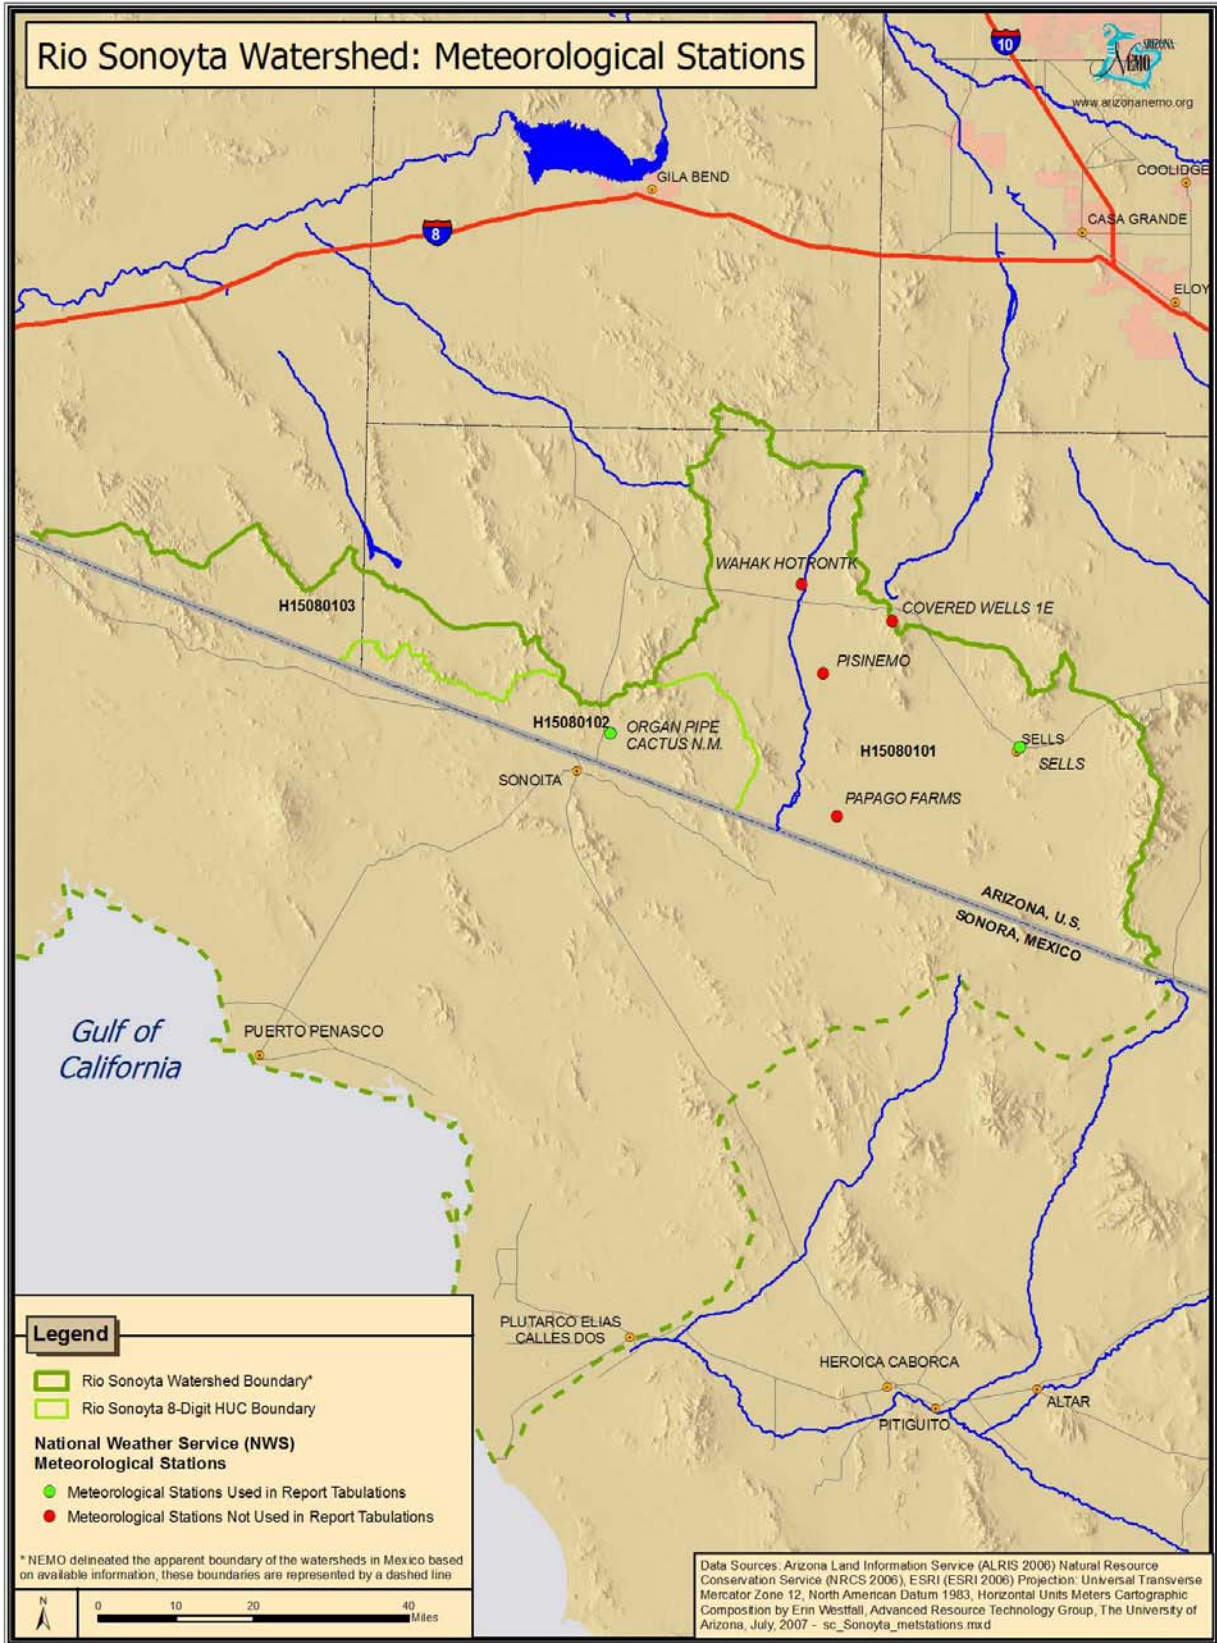 Rio Sonoyta Watershed: Meteorological Stations
10
ARIZONA
NEMO
www.arizonanemo.org
GILA BEND
COOLIDGE
8
CASA GRANDE
ELOY
WAHAK HOTRONTK
H15080103
COVERED WELLS 1E
PISINEMO
H15080102
ORGAN PIPE
CACTUS N.M.
H15080101
SELLS
SELLS
SONOITA
PAPAGO FARMS
ARIZONA, U.S.
SONORA, MEXICO
Gulf of
California
PUERTO PENASCO
PLUTARCO ELIAS
CALLES DOS
HEROICA CABORCA
ALTAR
PITIGUITO
Legend
Rio Sonoyta Watershed Boundary*
Rio Sonoyta 8-Digit HUC Boundary
National Weather Service (NWS)
Meteorological Stations
Meteorological Stations Used in Report Tabulations
Meteorological Stations Not Used in Report Tabulations
* NEMO delineated the apparent boundary of the watersheds in Mexico based
on available information, these boundaries are represented by a dashed line
N
0 10 20 40
Miles
Data Sources: Arizona Land Information Service (ALRIS 2006) Natural Resource
Conservation Service (NRCS 2006), ESRI (ESRI 2006) Projection: Universal Transverse
Mercator Zone 12, North American Datum 1983, Horizontal Units Meters Cartographic
Composition by Erin Westfall, Advanced Resource Technology Group, The University of
Arizona, July, 2007 - sc_Sonoyta_metstations.mxd